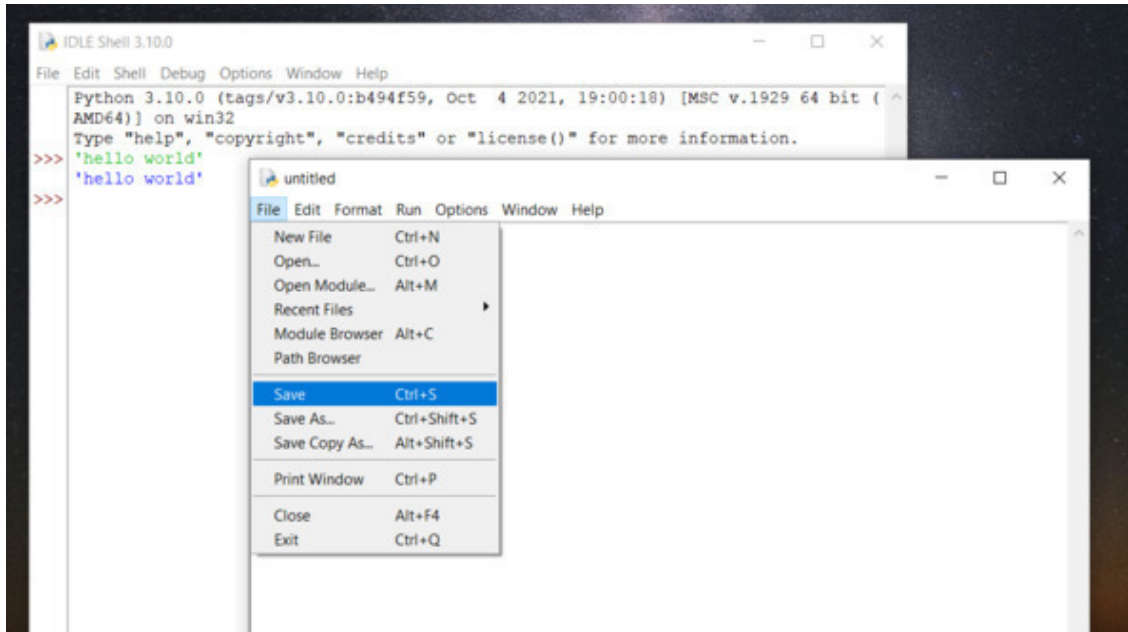 IDLE Shell 3.10.0
File Edit Shell Debug Options Window Help
Python 3.10.0 (tags/v3.10.0:b494f59, Oct  4 2021, 19:00:18) [MSC v.1929 64 bit (
AMD64)] on win32
Type "help", "copyright", "credits" or "license()" for more information.
>>> 'hello world'
'hello world'
>>>
untitled
File Edit Format Run Options Window Help
New File Ctrl+N
Open... Ctrl+O
Open Module... Alt+M
Recent Files
Module Browser Alt+C
Path Browser
Save Ctrl+S
Save As... Ctrl+Shift+S
Save Copy As... Alt+Shift+S
Print Window Ctrl+P
Close Alt+F4
Exit Ctrl+Q